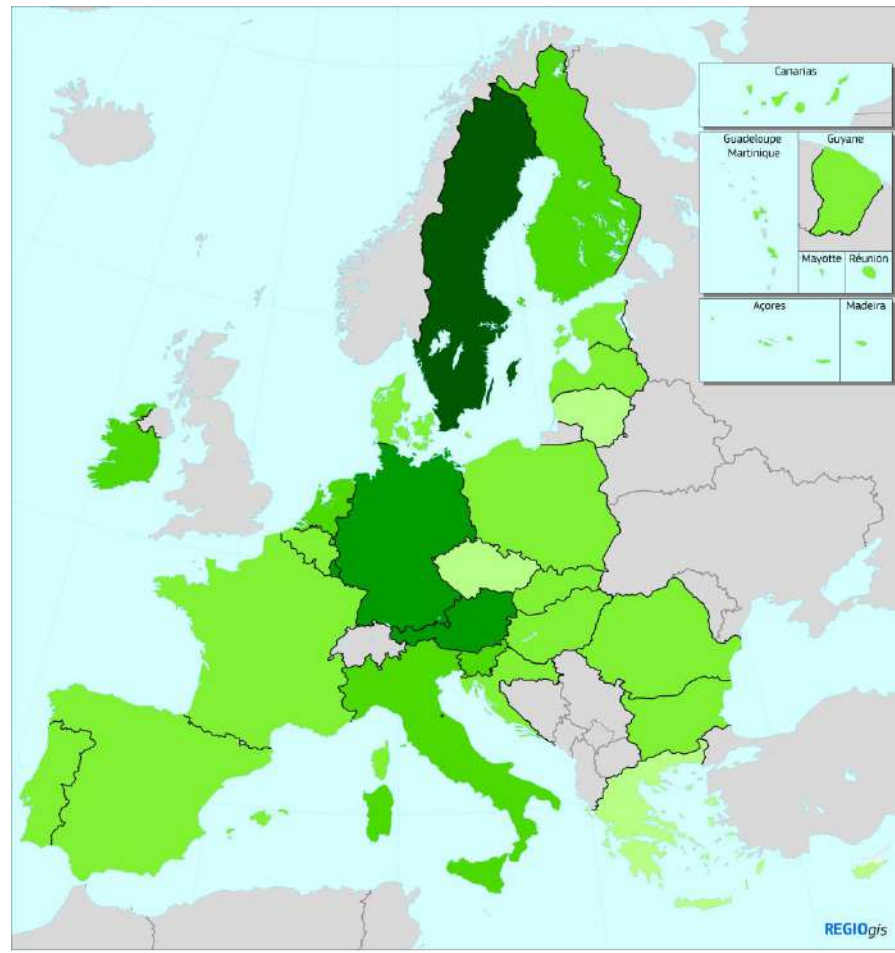 Canarias
Guadeloupe
Martinique
Guyane
Mayotte
Réunion
Açores
Madeira
REGIOgis